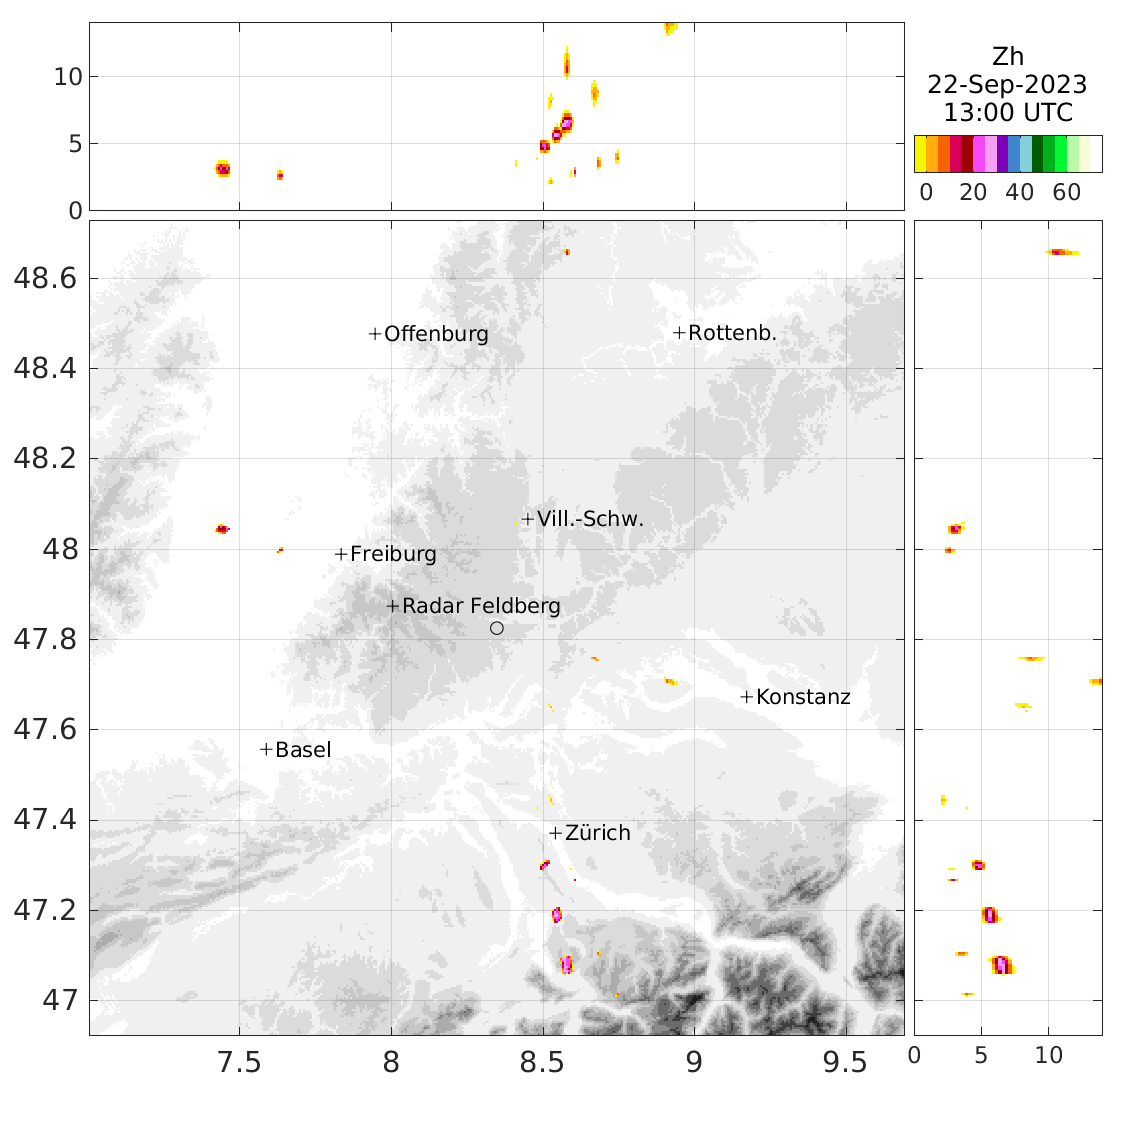 Zh
22-Sep-2023
13:00 UTC
0 20 40 60
10
5
0
48.6
48.4
48.2
48
47.8
47.6
47.4
47.2
47
Offenburg
Rottenb.
Vill.-Schw.
Freiburg
Radar Feldberg
Konstanz
Basel
Zürich
7.5 8 8.5 9 9.5
0 5 10